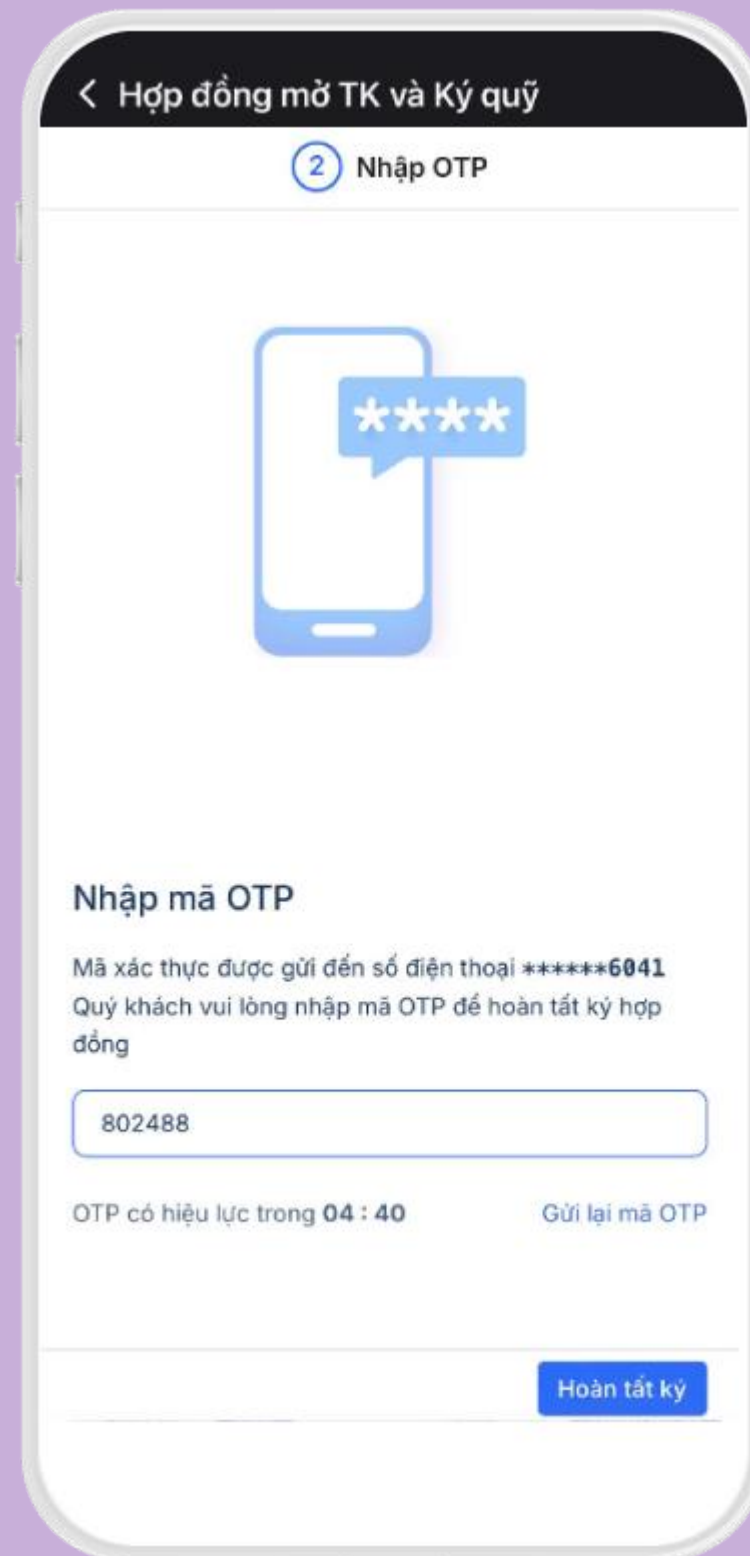 Hợp đồng mở TK và Ký quỹ
2 Nhập OTP
****
Nhập mã OTP
Mã xác thực được gửi đến số điện thoại ******6041
Quý khách vui lòng nhập mã OTP để hoàn tất ký hợp
đồng
802488
OTP có hiệu lực trong 04 : 40 Gửi lại mã OTP
Hoàn tất ký